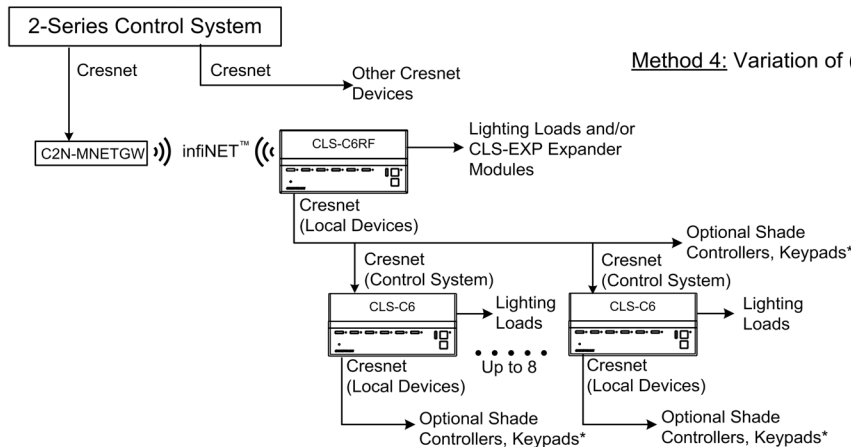 2-Series Control System
Method 4: Variation of (
Cresnet
Cresnet
Other Cresnet
Devices
C2N-MNETGW
infiNET™
CLS-C6RF
Lighting Loads and/or
CLS-EXP Expander
Modules
Cresnet
(Local Devices)
Optional Shade
Controllers, Keypads*
Cresnet
(Control System)
Cresnet
(Control System)
CLS-C6
Lighting
Loads
CLS-C6
Lighting
Loads
Up to 8
Cresnet
(Local Devices)
Cresnet
(Local Devices)
Optional Shade
Controllers, Keypads*
Optional Shade
Controllers, Keypads*